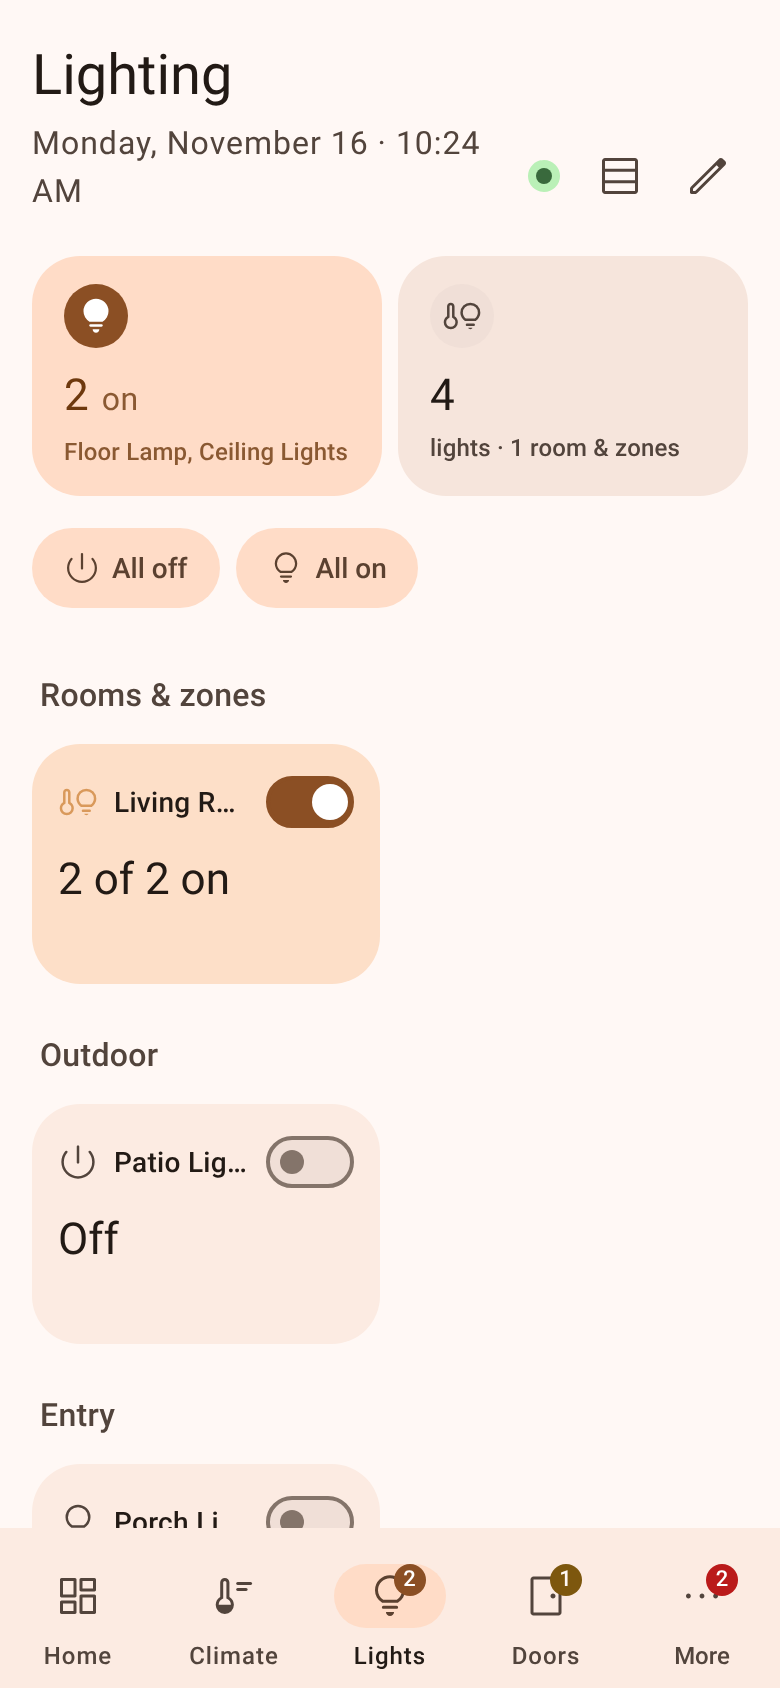 Lighting
Monday, November 16 · 10:24
AM
2 on
Floor Lamp, Ceiling Lights
4
lights · 1 room & zones
All off
All on
Rooms & zones
Living R...
2 of 2 on
Outdoor
Patio Lig...
Off
Entry
Porch Li
2
1
2
Home
Climate
Lights
Doors
More